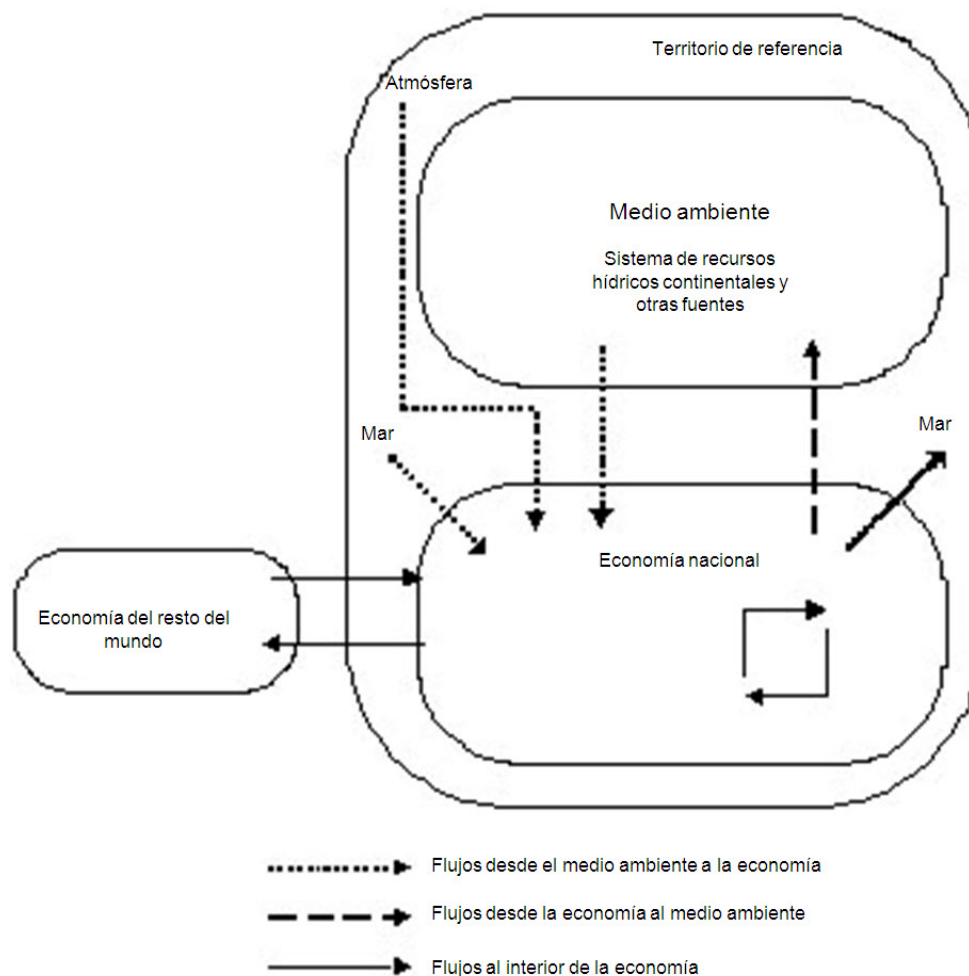 Territorio de referencia
Atmósfera
Medio ambiente
Sistema de recursos
hídricos continentales y
otras fuentes
Mar
Mar
Economía nacional
Economía del resto del
mundo
Flujos desde el medio ambiente a la economía
Flujos desde la economía al medio ambiente
Flujos al interior de la economía